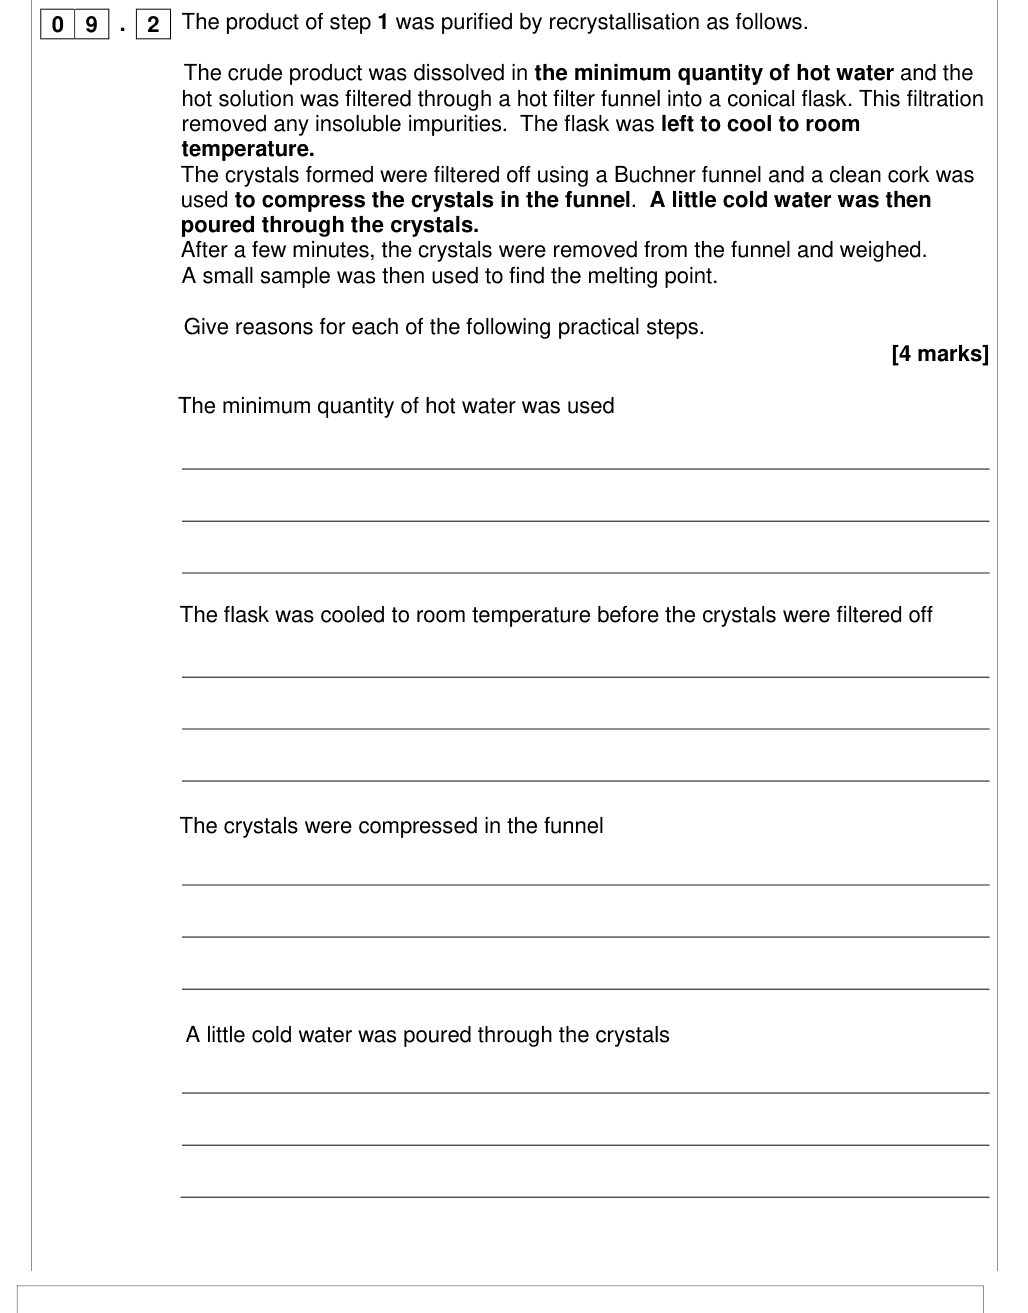 0 9 . 2 The product of step 1 was purified by recrystallisation as follows.
The crude product was dissolved in the minimum quantity of hot water and the
hot solution was filtered through a hot filter funnel into a conical flask. This filtration
removed any insoluble impurities. The flask was left to cool to room
temperature.
The crystals formed were filtered off using a Buchner funnel and a clean cork was
used to compress the crystals in the funnel. A little cold water was then
poured through the crystals.
After a few minutes, the crystals were removed from the funnel and weighed.
A small sample was then used to find the melting point.
Give reasons for each of the following practical steps.
[4 marks]
The minimum quantity of hot water was used
The flask was cooled to room temperature before the crystals were filtered off
The crystals were compressed in the funnel
A little cold water was poured through the crystals